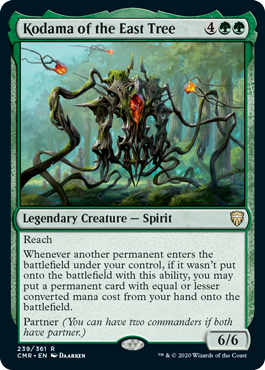 Kodama of the East Tree 4
Legendary Creature — Spirit
Reach
Whenever another permanent enters the
battlefield under your control, if it wasn't put
onto the battlefield with this ability, you may
put a permanent card with equal or lesser
converted mana cost from your hand onto the
battlefield.
Partner (You can have two commanders if both
have partner.)
6/6
239/361 R
CMR • EN Daarken
™ & © 2020 Wizards of the Coast